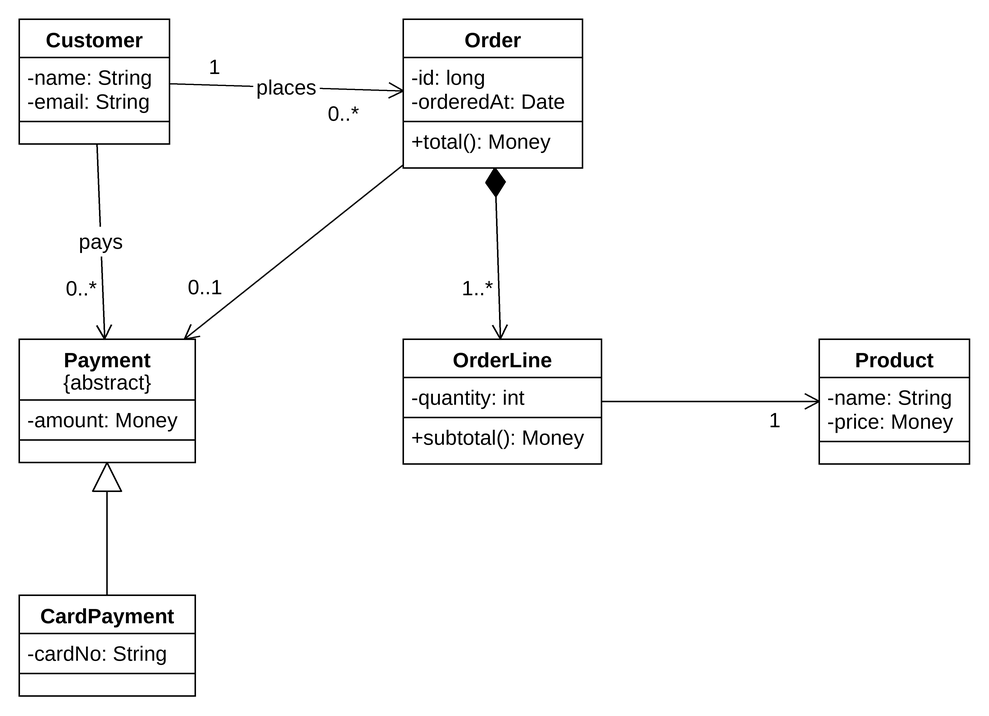 Customer
-name: String
-email: String
1
places
0..*
Order
-id: long
-orderedAt: Date
+total(): Money
pays
0..*
0..1
1..*
Payment
{abstract}
-amount: Money
OrderLine
-quantity: int
+subtotal(): Money
1
Product
-name: String
-price: Money
CardPayment
-cardNo: String